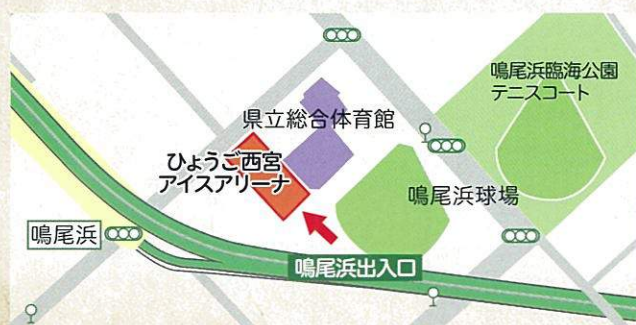 鳴尾浜臨海公園
テニスコート
県立総合体育館
ひょうご西宮
アイスアリーナ
鳴尾浜球場
鳴尾浜
鳴尾浜出入口